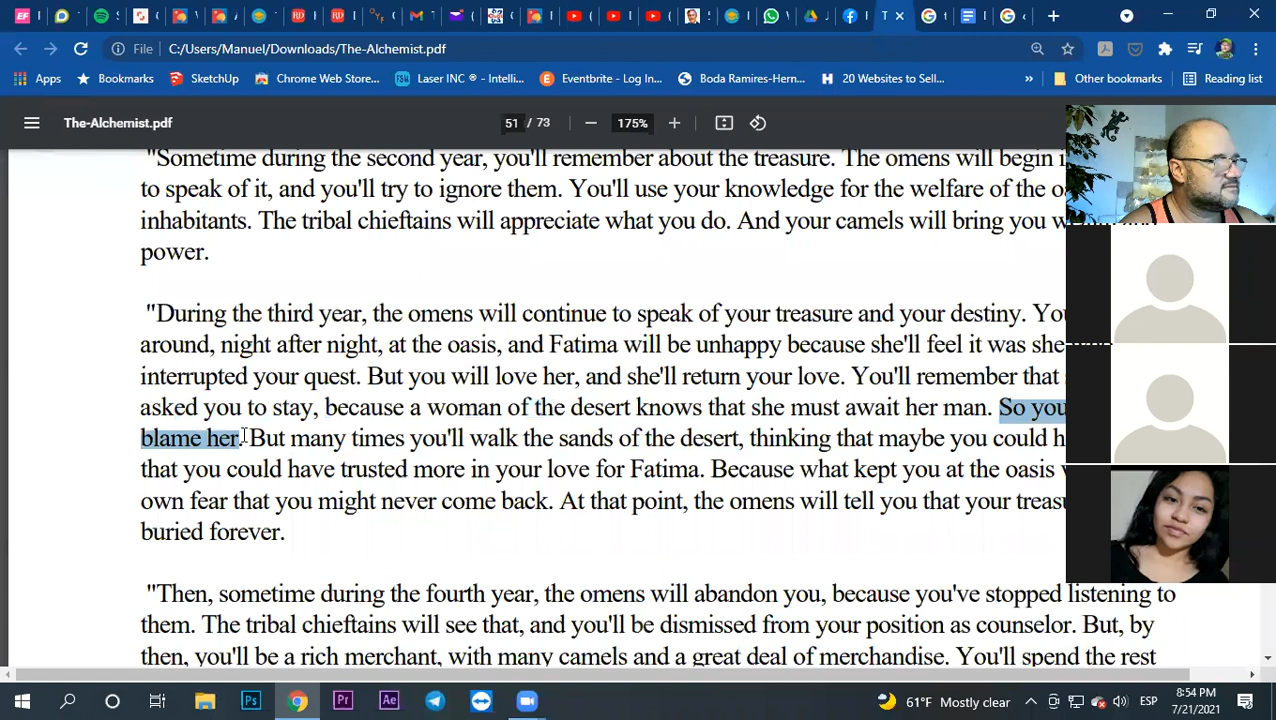 File
C:/Users/Manuel/Downloads/The-Alchemist.pdf
Apps
Bookmarks
SketchUp
Chrome Web Store...
Laser INC ® - Intelli...
Eventbrite - Log In...
Boda Ramires-Hern...
20 Websites to Sell...
»
Other bookmarks
Reading list
The-Alchemist.pdf
51 / 73
175%
"Sometime during the second year, you'll remember about the treasure. The omens will begin
to speak of it, and you'll try to ignore them. You'll use your knowledge for the welfare of the
inhabitants. The tribal chieftains will appreciate what you do. And your camels will bring you
power.
"During the third year, the omens will continue to speak of your treasure and your destiny.
around, night after night, at the oasis, and Fatima will be unhappy because she'll feel it was she
interrupted your quest. But you will love her, and she'll return your love. You'll remember that
asked you to stay, because a woman of the desert knows that she must await her man. So you
blame her. But many times you'll walk the sands of the desert, thinking that maybe you could
that you could have trusted more in your love for Fatima. Because what kept you at the oasis
own fear that you might never come back. At that point, the omens will tell you that your
buried forever.
"Then, sometime during the fourth year, the omens will abandon you, because you've stopped listening to
them. The tribal chieftains will see that, and you'll be dismissed from your position as counselor. But, by
then, you'll be a rich merchant, with many camels and a great deal of merchandise. You'll spend the rest
61°F Mostly clear
ESP
8:54 PM
7/21/2021